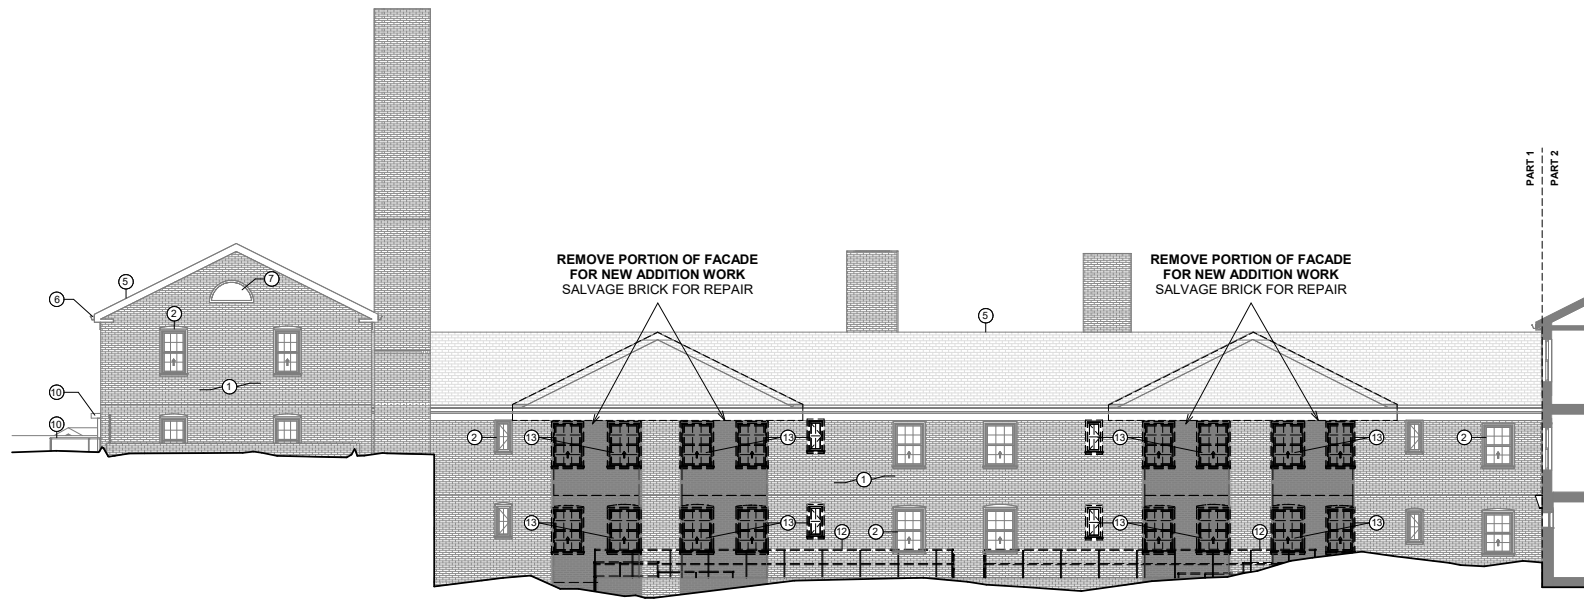 PART 1
PART 2
REMOVE PORTION OF FACADE
FOR NEW ADDITION WORK
SALVAGE BRICK FOR REPAIR
REMOVE PORTION OF FACADE
FOR NEW ADDITION WORK
SALVAGE BRICK FOR REPAIR
5
7
6
2
5
1
10
10
2
13
13
13
13
2
1
13
13
12
2
13
12
13